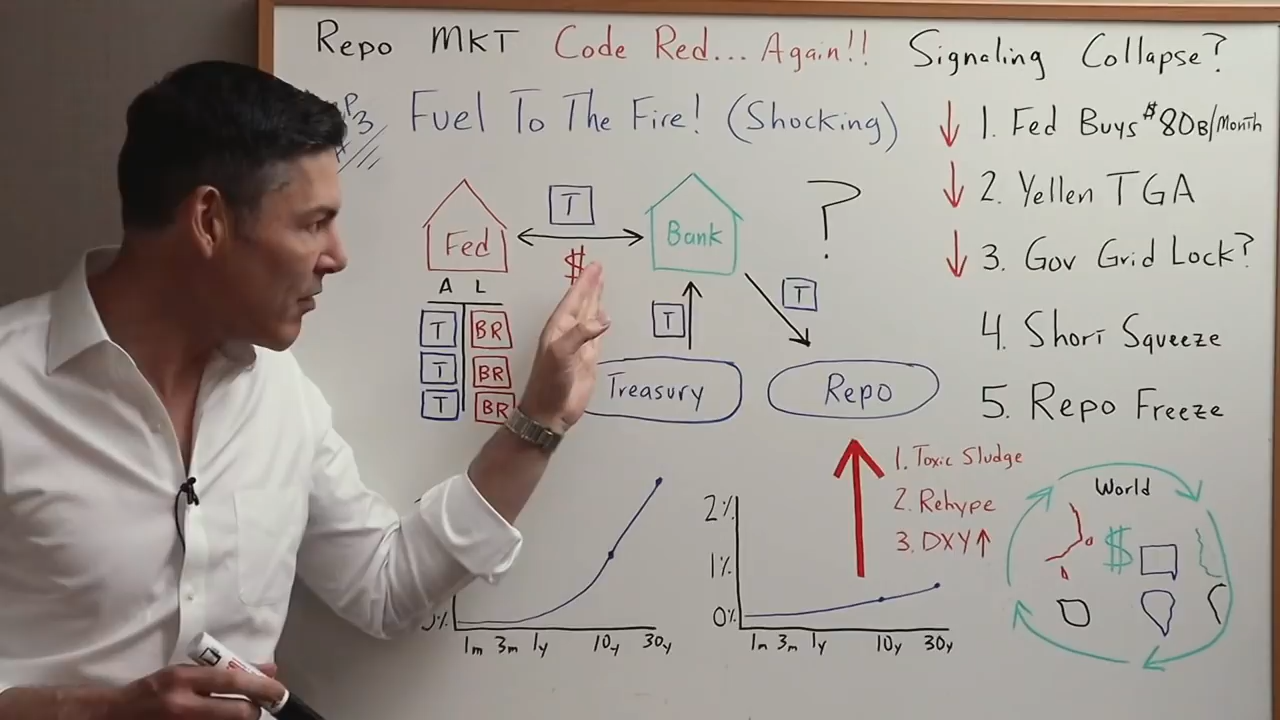 Repo MKT Code Red... Again!! Signaling Collapse?
Fuel To The Fire! (Shocking)
↓ 1. Fed Buys $80B/Month
↓ 2. Yellen TGA
↓ 3. Gov Grid Lock?
4. Short Squeeze
5. Repo Freeze
T
?
Fed
Bank
$
A L
T BR
T BR
T BR
T
T
Treasury
Repo
1. Toxic Sludge
2. Rehype
3. DXY↑
0%
1m 3m 1y 10y 30y
2%
1%
0%
1m 3m 1y 10y 30y
World
$